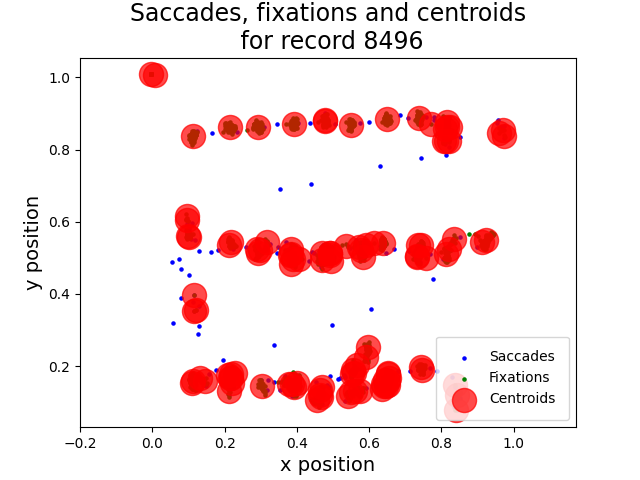 Saccades, fixations and centroids
for record 8496
1.0
0.8
0.6
0.4
0.2
y position
−0.2
0.0
0.2
0.4
0.6
0.8
1.0
x position
Saccades
Fixations
Centroids